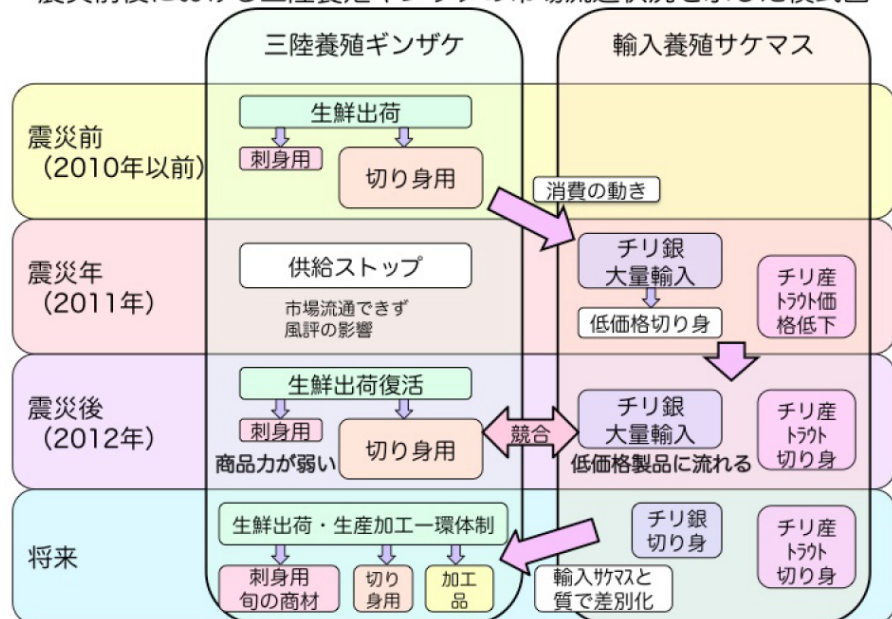 震災前後における三陸養殖ギンザケの市場流通状況を示した模式図
三陸養殖ギンザケ
輸入養殖サケマス
震災前
（2010年以前）
生鮮出荷
刺身用
切り身用
消費の動き
震災年
（2011年）
供給ストップ
市場流通できず
風評の影響
チリ銀
大量輸入
低価格切り身
チリ産
トラウト価
格低下
震災後
（2012年）
生鮮出荷復活
刺身用
商品力が弱い
切り身用
競合
チリ銀
大量輸入
低価格製品に流れる
チリ産
トラウト
切り身
将来
生鮮出荷・生産加工一環体制
刺身用
旬の商材
切り
身用
加工
品
輸入サケマスと
質で差別化
チリ銀
切り身
チリ産
トラウト
切り身